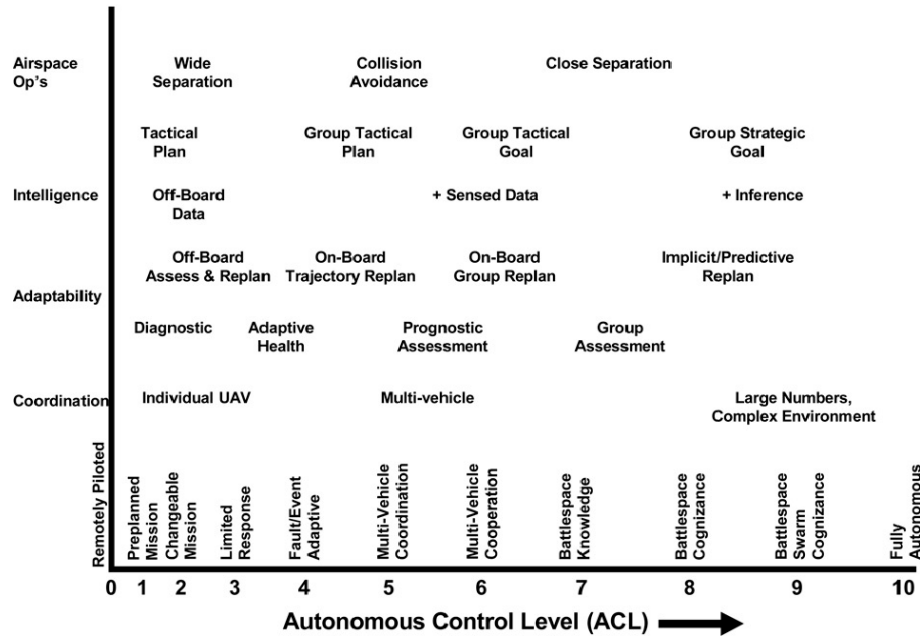 Airspace
Op's
Wide
Separation
Collision
Avoidance
Close Separation
Tactical
Plan
Group Tactical
Plan
Group Tactical
Goal
Group Strategic
Goal
Intelligence
Off-Board
Data
+ Sensed Data
+ Inference
Off-Board
Assess & Replan
On-Board
Trajectory Replan
On-Board
Group Replan
Implicit/Predictive
Replan
Adaptability
Diagnostic
Adaptive
Health
Prognostic
Assessment
Group
Assessment
Coordination
Individual UAV
Multi-vehicle
Large Numbers,
Complex Environment
Remotely Piloted
Preplanned
Mission
Changeable
Mission
Limited
Response
Fault/Event
Adaptive
Multi-Vehicle
Coordination
Multi-Vehicle
Cooperation
Battlespace
Knowledge
Battlespace
Cognizance
Battlespace
Swarm
Cognizance
Fully
Autonomous
0 1 2 3 4 5 6 7 8 9 10
Autonomous Control Level (ACL)